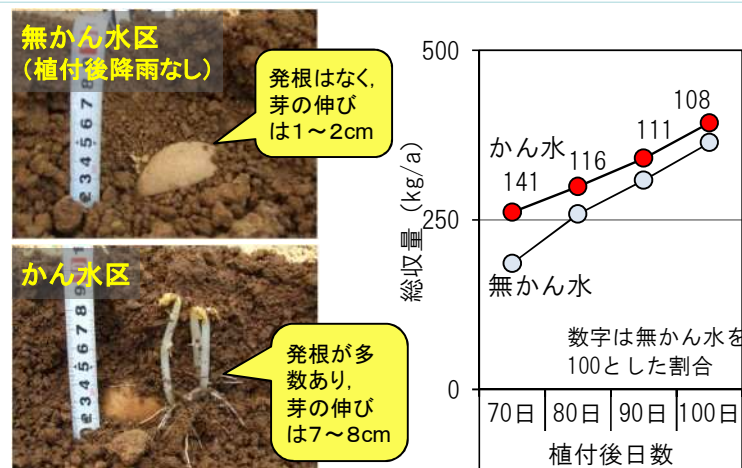 無かん水区
（植付後降雨なし）
発根はなく，
芽の伸び
は1～2cm
かん水区
発根が多
数あり，
芽の伸び
は7～8cm
500
250
0
総収量 (kg/a)
かん水
141
116
111
108
無かん水
数字は無かん水を
100とした割合
70日 80日 90日 100日
植付後日数